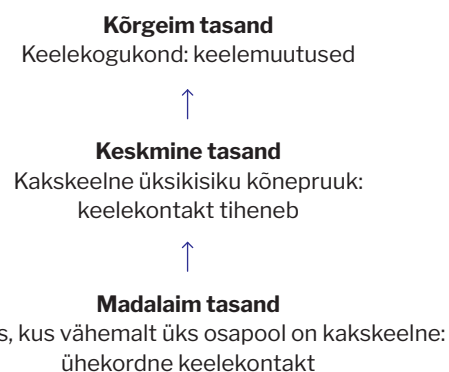 Kõrgeim tasand
Keelekogukond: keelemuutused
Keskmine tasand
Kakskeelne üksikisiku kõnepruuk:
keelekontakt tiheneb
Madalaim tasand
kus vähemalt üks osapool on kakskeelne:
ühekordne keelekontakt